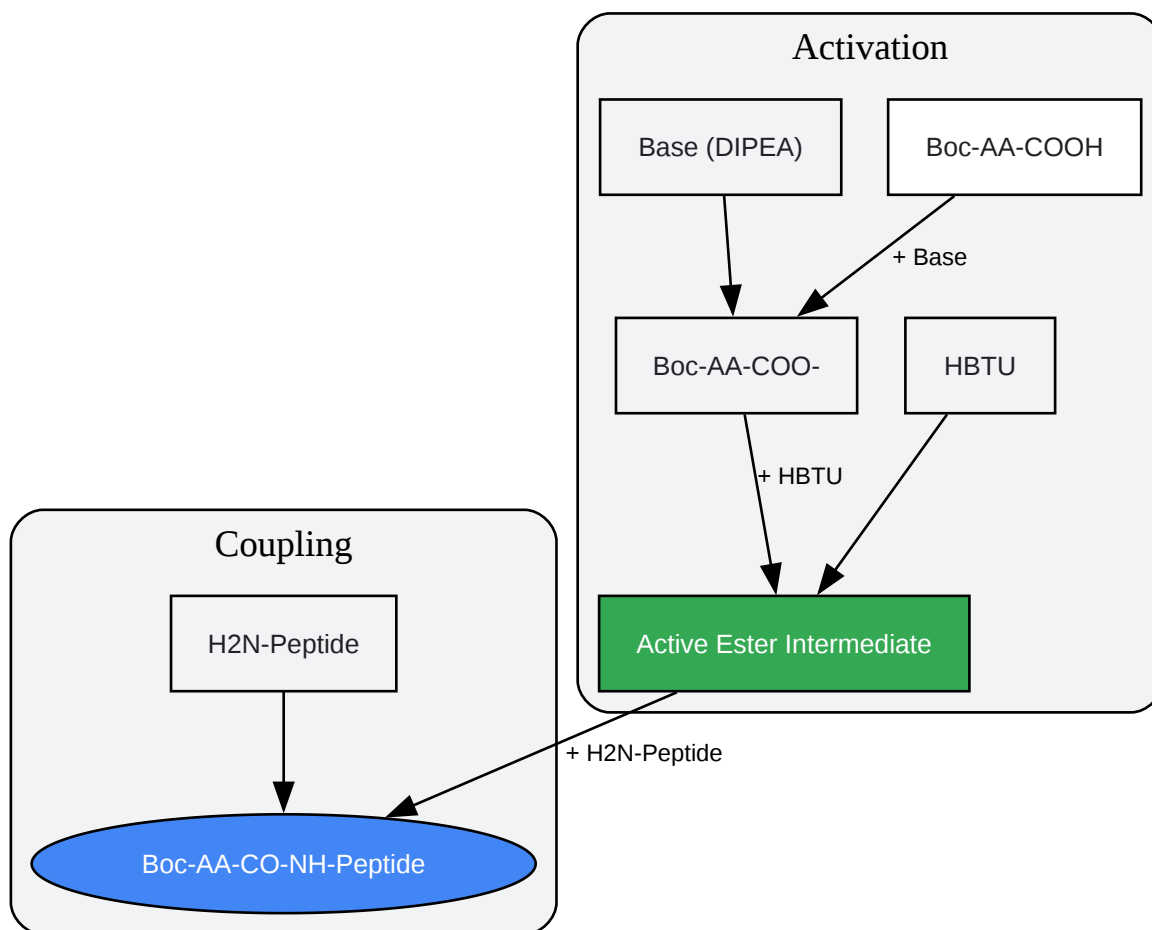 Activation
Base (DIPEA)
Boc-AA-COOH
+ Base
Boc-AA-COO-
HBTU
+ HBTU
Active Ester Intermediate
Coupling
H2N-Peptide
+ H2N-Peptide
Boc-AA-CO-NH-Peptide